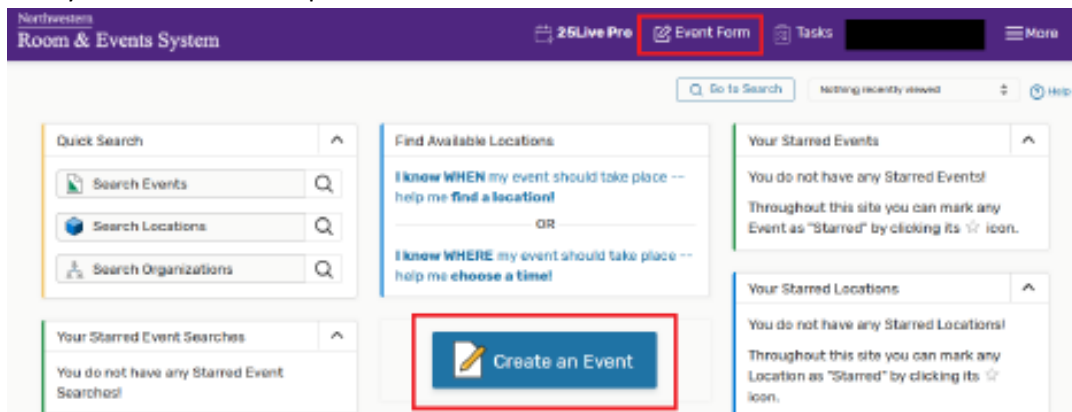 Northwestern
Room & Events System
25Live Pro
Event Form
Tasks
More
Go to Search
Nothing recently viewed
Help
Quick Search
Search Events
Search Locations
Search Organizations
Your Starred Event Searches
You do not have any Starred Event
Searches!
Find Available Locations
I know WHEN my event should take place --
help me find a location!
OR
I know WHERE my event should take place --
help me choose a time!
Create an Event
Your Starred Events
You do not have any Starred Events!
Throughout this site you can mark any
Event as "Starred" by clicking its ☆ icon.
Your Starred Locations
You do not have any Starred Locations!
Throughout this site you can mark any
Location as "Starred" by clicking its ☆
icon.